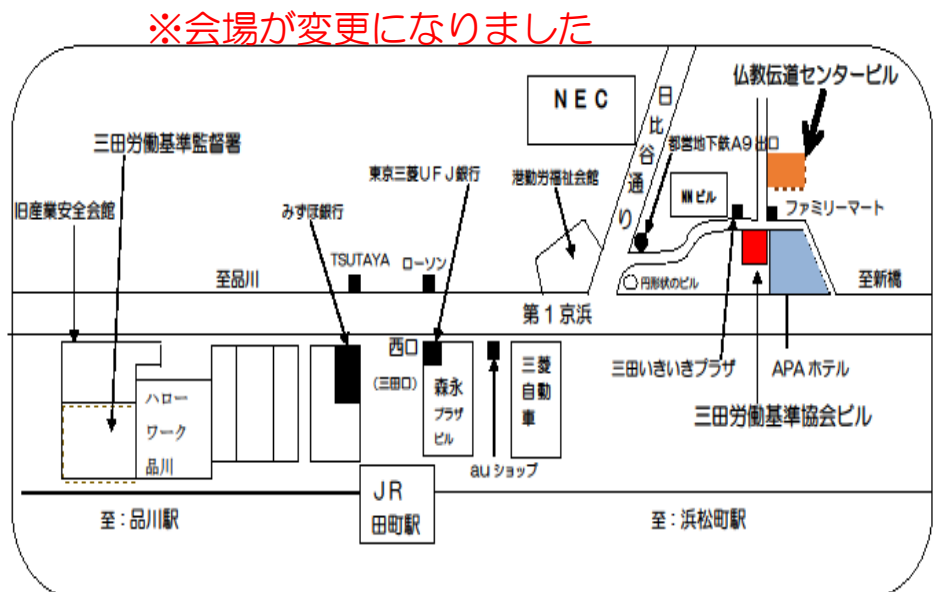 ※会場が変更になりました
仏教伝道センタービル
NEC
日比谷通り
都営地下鉄A9出口
三田労働基準監督署
東京三菱UFJ銀行
港勤労福祉会館
NNビル
ファミリーマート
旧産業安全会館
みずほ銀行
TSUTAYA
ローソン
至品川
円形状のビル
至新橋
第1京浜
西口
(三田口)
森永
プラザ
ビル
三菱
自動
車
三田いきいきプラザ
APAホテル
三田労働基準協会ビル
ハロー
ワーク
品川
auショップ
JR
田町駅
至:品川駅
至:浜松町駅